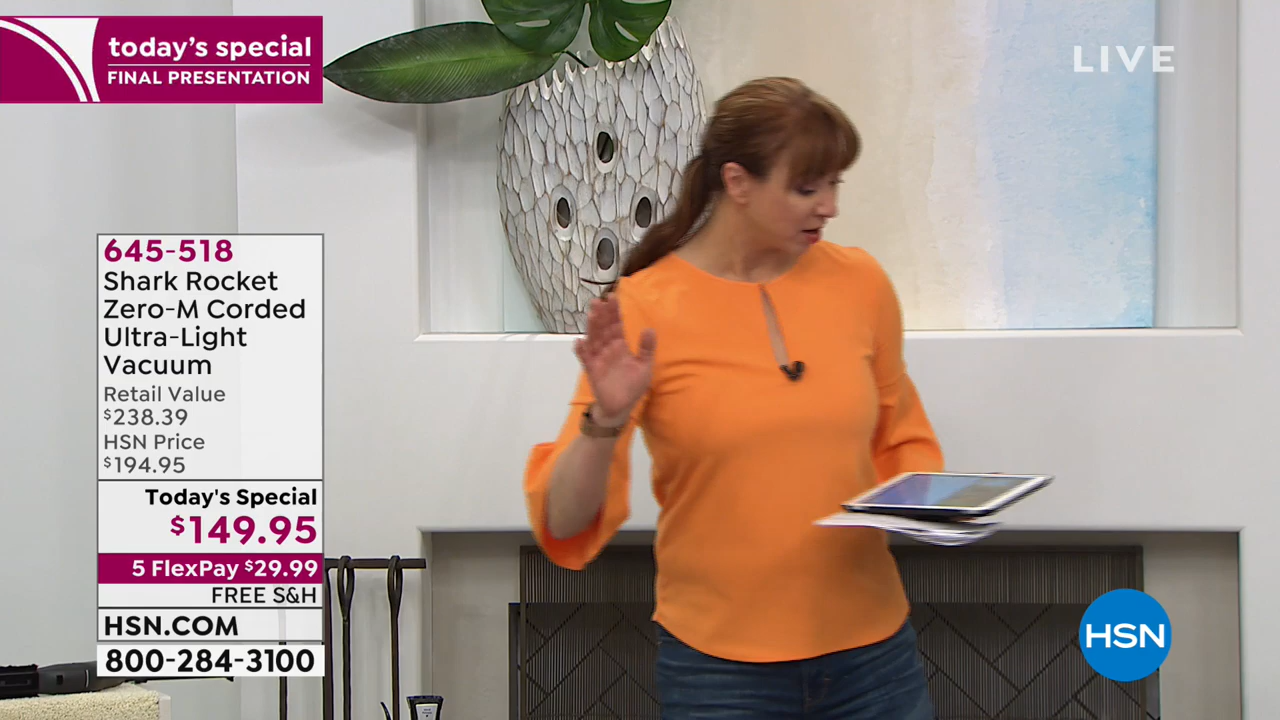 today's special
FINAL PRESENTATION
LIVE
645-518
Shark Rocket
Zero-M Corded
Ultra-Light
Vacuum
Retail Value
$238.39
HSN Price
$194.95
Today's Special
$149.95
5 FlexPay $29.99
FREE S&H
HSN.COM
800-284-3100
HSN